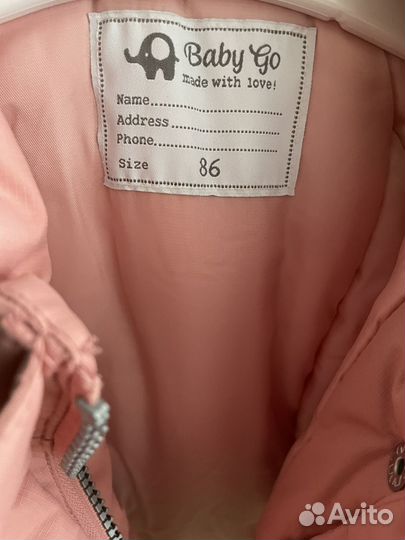 Baby Go
made with love!
Name
Address
Phone
Size 86
Avito